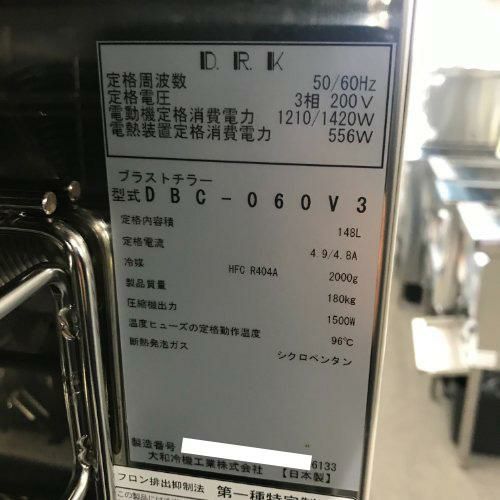 D.R.K
定格周波数 50/60Hz
定格電圧 3相 200V
電動機定格消費電力 1210/1420W
電熱装置定格消費電力 556W
ブラストチラー
型式 DBC-060V3
定格内容積 148L
定格電流 4.9/4.8A
冷媒 HFC R404A 2000g
製品質量 180kg
圧縮機出力 1500W
温度ヒューズの定格動作温度 96℃
断熱発泡ガス シクロペンタン
製造番号 6133
大和冷機工業株式会社 【日本製】
フロン排出抑制法 第一種特定